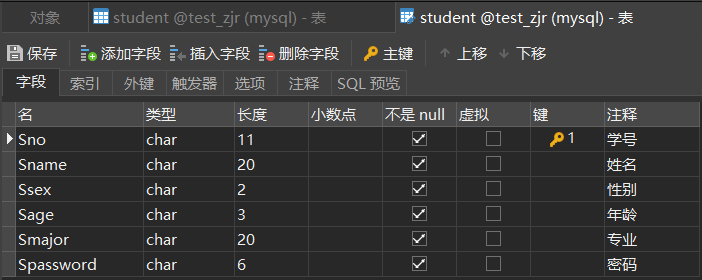 对象 student @test_zjr (mysql) - 表 student @test_zjr (mysql) - 表
保存 添加字段 插入字段 删除字段 主键 上移 下移
字段 索引 外键 触发器 选项 注释 SQL 预览
名 类型 长度 小数点 不是 null 虚拟 键 注释
Sno char 11 1 学号
Sname char 20 姓名
Ssex char 2 性别
Sage char 3 年龄
Smajor char 20 专业
Spassword char 6 密码